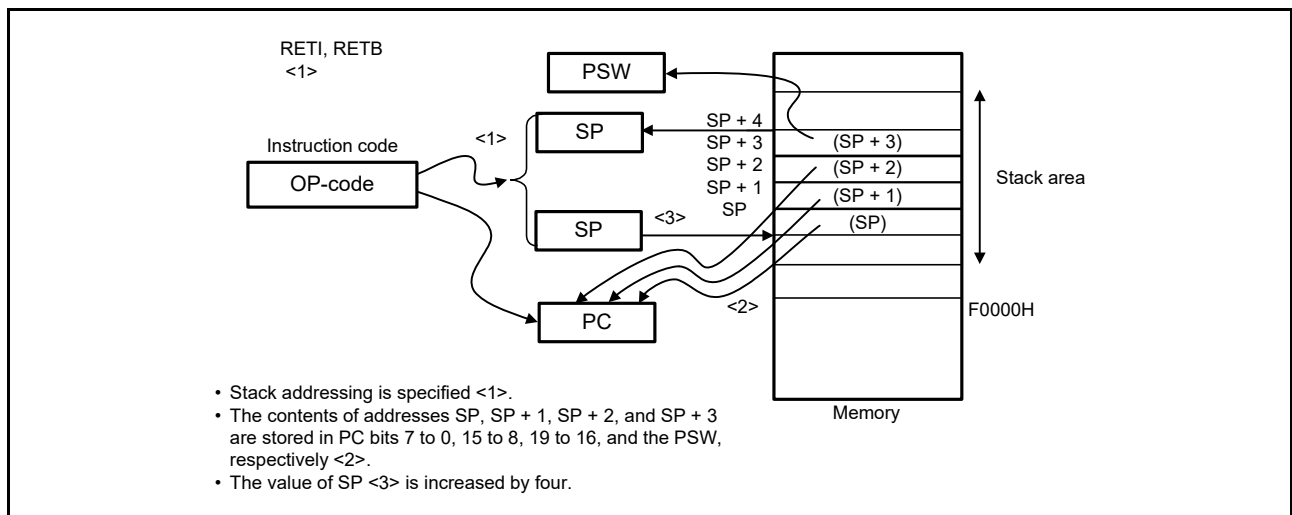 RETI, RETB
<1>
PSW
SP + 4
<1>
SP
SP + 3
(SP + 3)
Instruction code
SP + 2
(SP + 2)
OP-code
Stack area
SP + 1
(SP + 1)
SP
<3>
SP
(SP)
<2>
PC
F0000H
• Stack addressing is specified <1>.
• The contents of addresses SP, SP + 1, SP + 2, and SP + 3
are stored in PC bits 7 to 0, 15 to 8, 19 to 16, and the PSW,
respectively <2>.
• The value of SP <3> is increased by four.
Memory